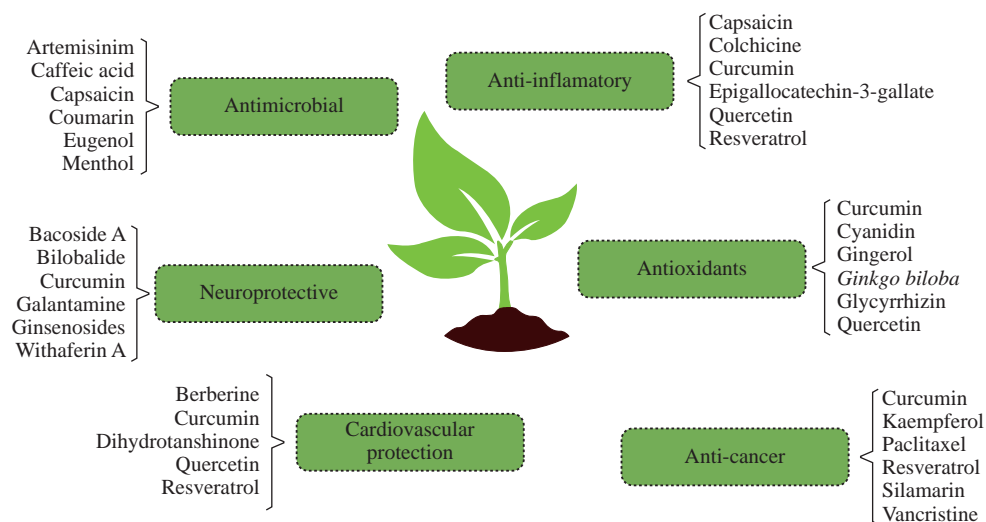 Artemisinim
Caffeic acid
Capsaicin
Coumarin
Eugenol
Menthol
Antimicrobial
Anti-inflamatory
Capsaicin
Colchicine
Curcumin
Epigallocatechin-3-gallate
Quercetin
Resveratrol
Bacoside A
Bilobalide
Curcumin
Galantamine
Ginsenosides
Withaferin A
Neuroprotective
Antioxidants
Curcumin
Cyanidin
Gingerol
Ginkgo biloba
Glycyrrhizin
Quercetin
Berberine
Curcumin
Dihydrotanshinone
Quercetin
Resveratrol
Cardiovascular
protection
Anti-cancer
Curcumin
Kaempferol
Paclitaxel
Resveratrol
Silamarin
Vancristine